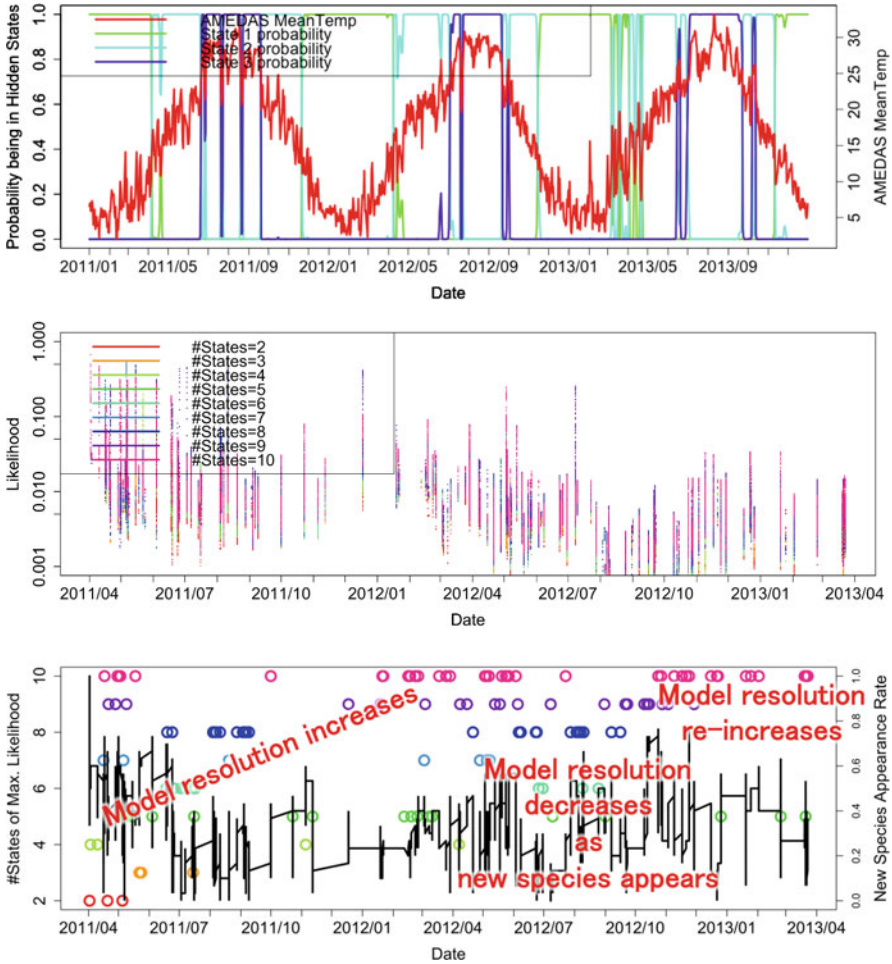 AMEDAS MeanTemp
State 1 probability
State 2 probability
State 3 probability
Probability being in Hidden States
1.0
0.8
0.6
0.4
0.2
0.0
30
25
20
15
10
5
AMEDAS MeanTemp
2011/01 2011/05 2011/09 2012/01 2012/05 2012/09 2013/01 2013/05 2013/09
Date
#States=2
#States=3
#States=4
#States=5
#States=6
#States=7
#States=8
#States=9
#States=10
Likelihood
1.000
0.100
0.010
0.001
2011/04 2011/07 2011/10 2012/01 2012/04 2012/07 2012/10 2013/01 2013/04
Date
#States of Max. Likelihood
10
8
6
4
2
Model resolution increases
Model resolution
decreases
as
new species appears
Model resolution
re-increases
1.0
0.8
0.6
0.4
0.2
0.0
New Species Appearance Rate
2011/04 2011/07 2011/10 2012/01 2012/04 2012/07 2012/10 2013/01 2013/04
Date